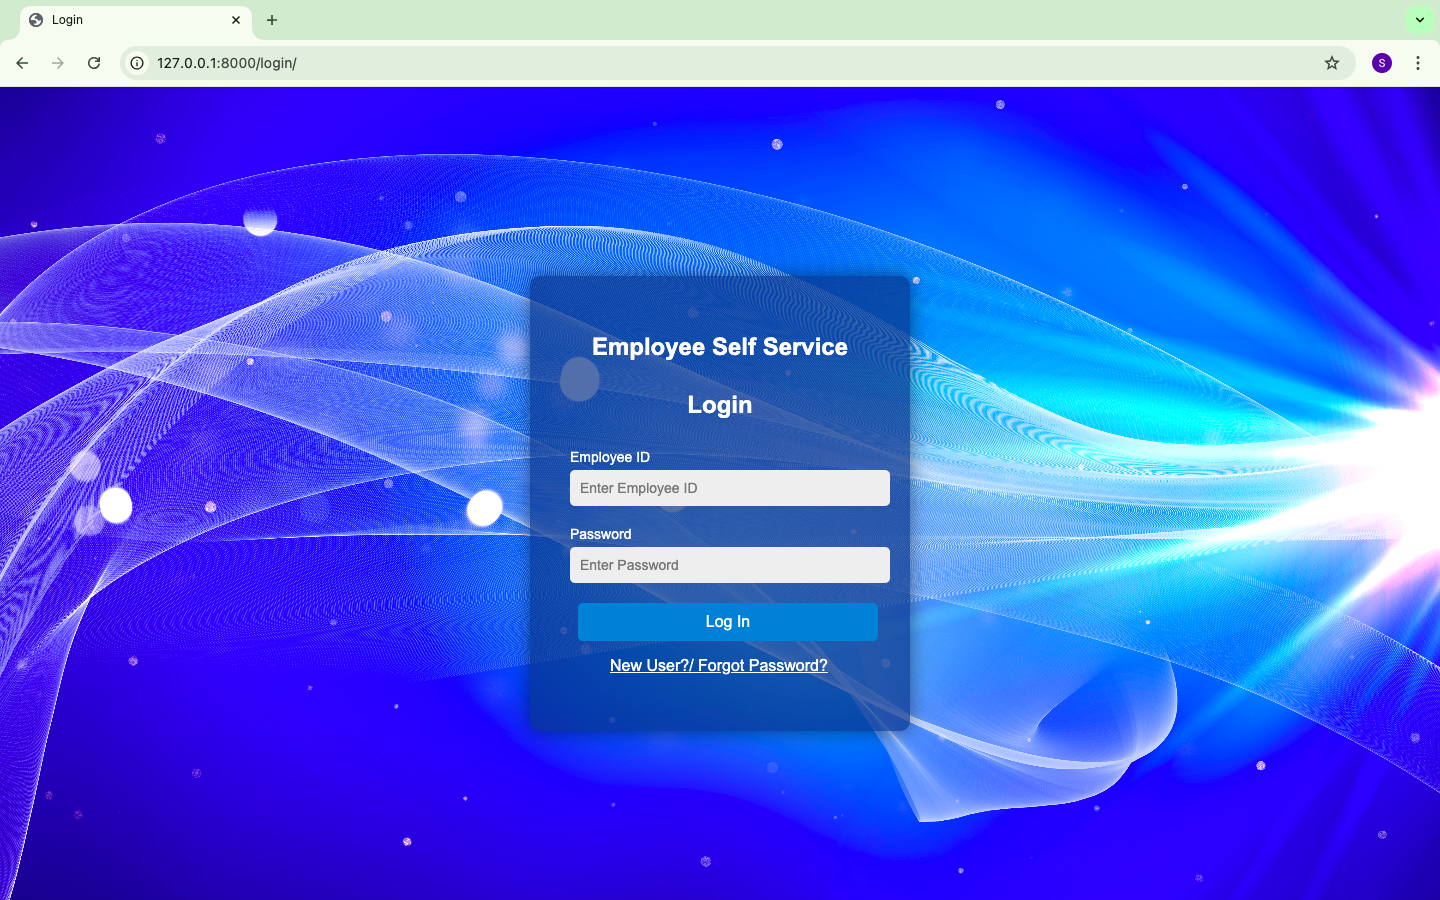 Login
127.0.0.1:8000/login/
S
Employee Self Service
Login
Employee ID
Enter Employee ID
Password
Enter Password
Log In
New User?/ Forgot Password?